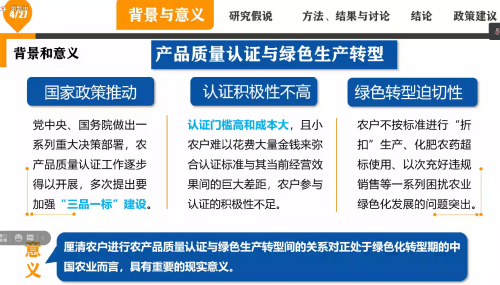 4/27
背景与意义
研究假说
方法、结果与讨论
结论
政策建议
背景和意义
产品质量认证与绿色生产转型
国家政策推动
党中央、国务院做出一
系列重大决策部署，农
产品质量认证工作逐步
得以开展，多次提出要
加强“三品一标”建设。
认证积极性不高
认证门槛高和成本大，且小
农户难以花费大量金钱来弥
合认证标准与其当前经营效
果间的巨大差距，农户参与
认证的积极性不足。
绿色转型迫切性
农户不按标准进行“折
扣”生产、化肥农药超
标使用、以次充好违规
销售等一系列困扰农业
绿色化发展的问题突出。
意
义
厘清农户进行农产品质量认证与绿色生产转型间的关系对正处于绿色化转型期的中
国农业而言，具有重要的现实意义。